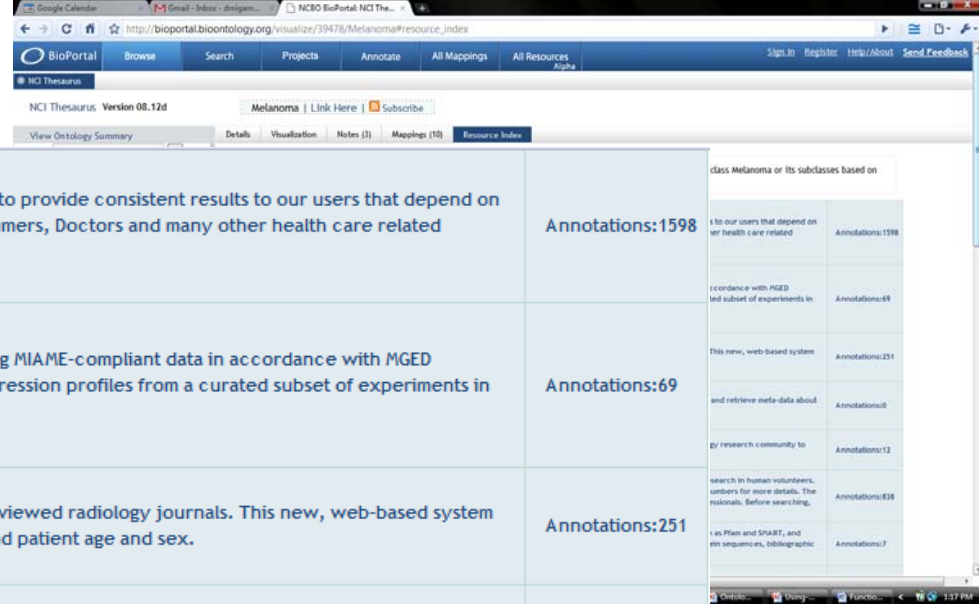 Google Calendar
Gmail - Inbox - dmigam...
NCBO BioPortal: NCI The...
http://bioportal.bioontology.org/visualize/39478/Melanoma#resource_index
BioPortal Browse Search Projects Annotate All Mappings All Resources Alpha
Sign In Register Help/About Send Feedback
NCI Thesaurus
NCI Thesaurus Version 08.12d Melanoma | Link Here | Subscribe
View Ontology Summary Details Visualization Notes (3) Mappings (10) Resource Index
class Melanoma or its subclasses based on
to provide consistent results to our users that depend on
mers, Doctors and many other health care related
Annotations:1598
g MIAME-compliant data in accordance with MGED
ression profiles from a curated subset of experiments in
Annotations:69
viewed radiology journals. This new, web-based system
d patient age and sex.
Annotations:251
s to our users that depend on
er health care related
Annotations:1598
ccordance with MGED
ted subset of experiments in
Annotations:69
This new, web-based system
Annotations:251
and retrieve meta-data about
Annotations:0
gy research community to
Annotations:12
search in human volunteers.
umbers for more details. The
essionals. Before searching,
Annotations:838
as Pfam and SMART, and
ein sequences, bibliographic
Annotations:7
Ontolo... Using-... Functio... 1:17 PM